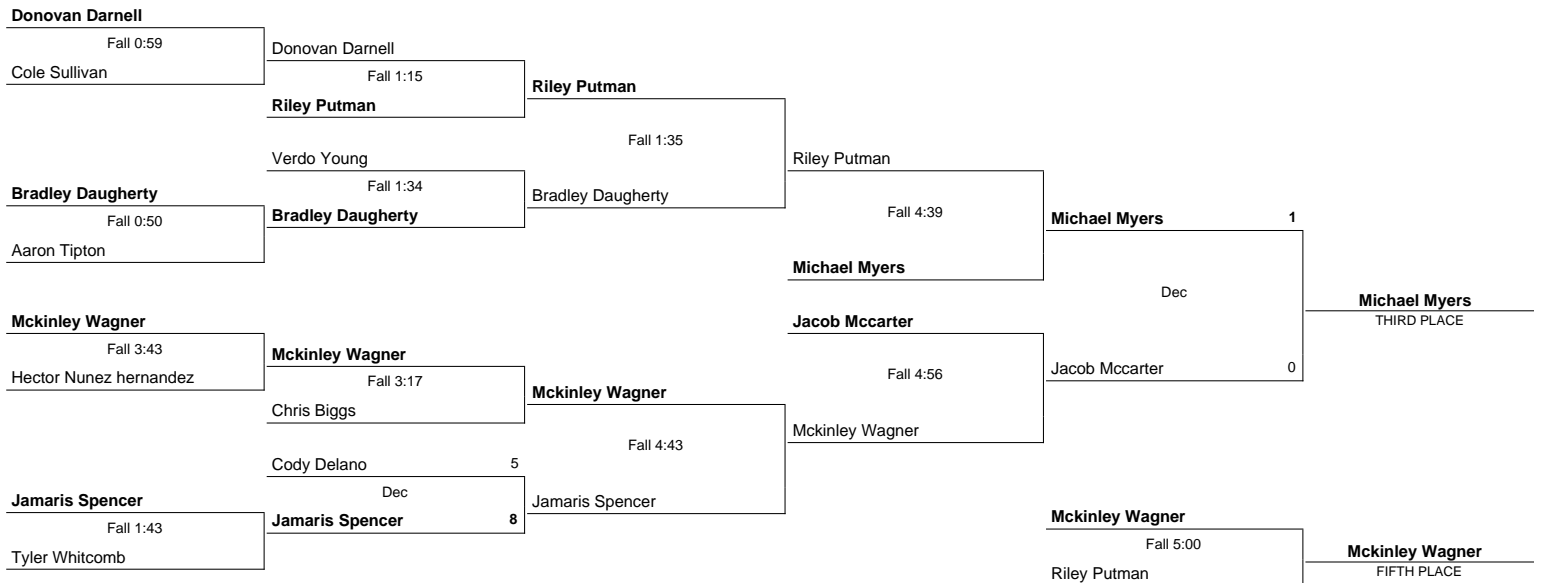 Donovan Darnell
Fall 0:59
Cole Sullivan
Bradley Daugherty
Fall 0:50
Aaron Tipton
Mckinley Wagner
Fall 3:43
Hector Nunez hernandez
Jamaris Spencer
Fall 1:43
Tyler Whitcomb
Donovan Darnell
Fall 1:15
Riley Putman
Verdo Young
Fall 1:34
Bradley Daugherty
Mckinley Wagner
Fall 3:17
Chris Biggs
Cody Delano 5
Dec
Jamaris Spencer 8
Riley Putman
Fall 1:35
Bradley Daugherty
Mckinley Wagner
Fall 4:43
Jamaris Spencer
Riley Putman
Fall 4:39
Michael Myers
Jacob Mccarter
Fall 4:56
Mckinley Wagner
Michael Myers 1
Dec
Jacob Mccarter 0
Michael Myers
THIRD PLACE
Mckinley Wagner
Fall 5:00
Riley Putman
Mckinley Wagner
FIFTH PLACE